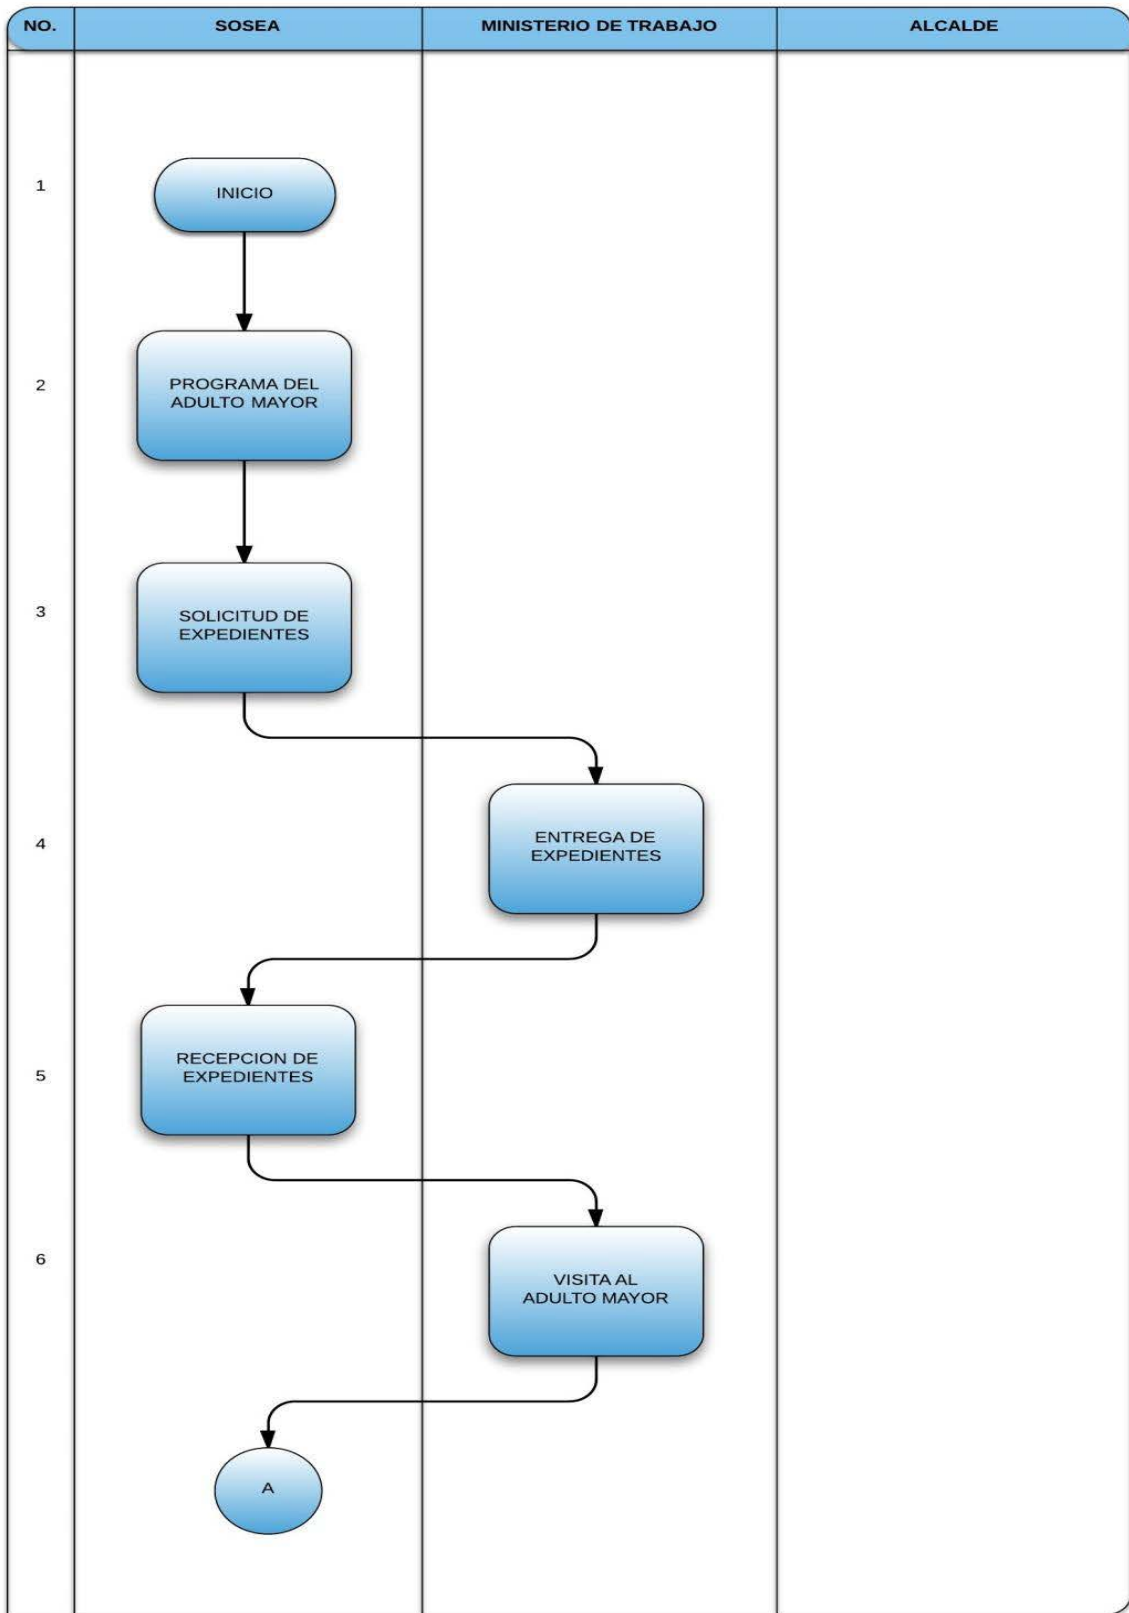 NO. SOSEA MINISTERIO DE TRABAJO ALCALDE
1 INICIO
2 PROGRAMA DEL
ADULTO MAYOR
3 SOLICITUD DE
EXPEDIENTES
4 ENTREGA DE
EXPEDIENTES
5 RECEPCION DE
EXPEDIENTES
6 VISITA AL
ADULTO MAYOR
A